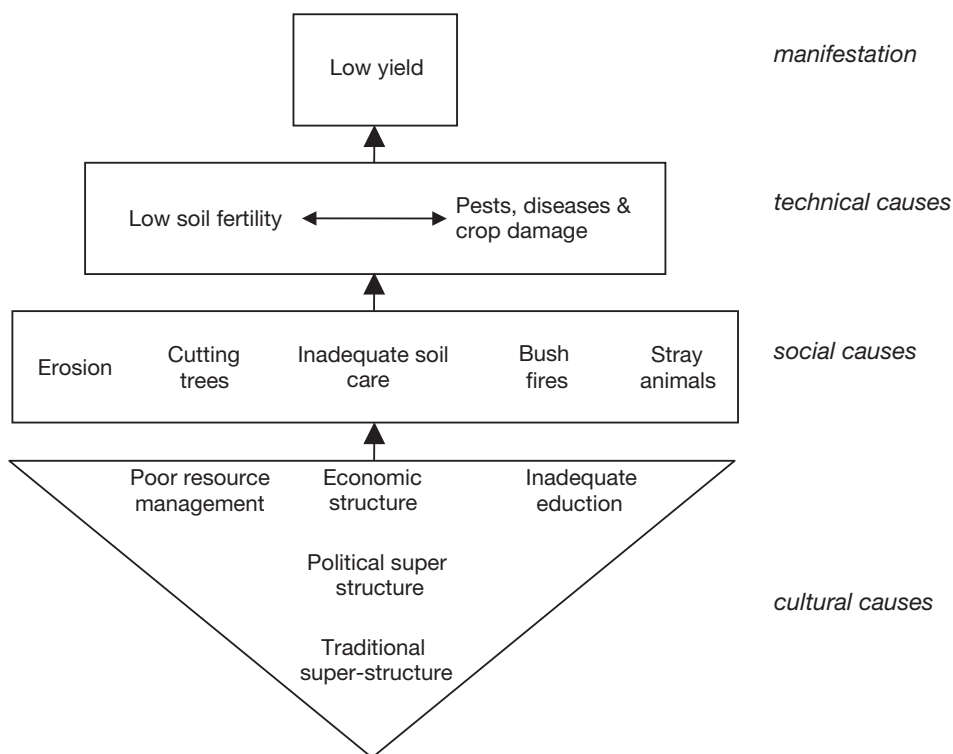 Low yield
manifestation
Low soil fertility
Pests, diseases &
crop damage
technical causes
Erosion
Cutting
trees
Inadequate soil
care
Bush
fires
Stray
animals
social causes
Poor resource
management
Economic
structure
Inadequate
eduction
Political super
structure
Traditional
super-structure
cultural causes